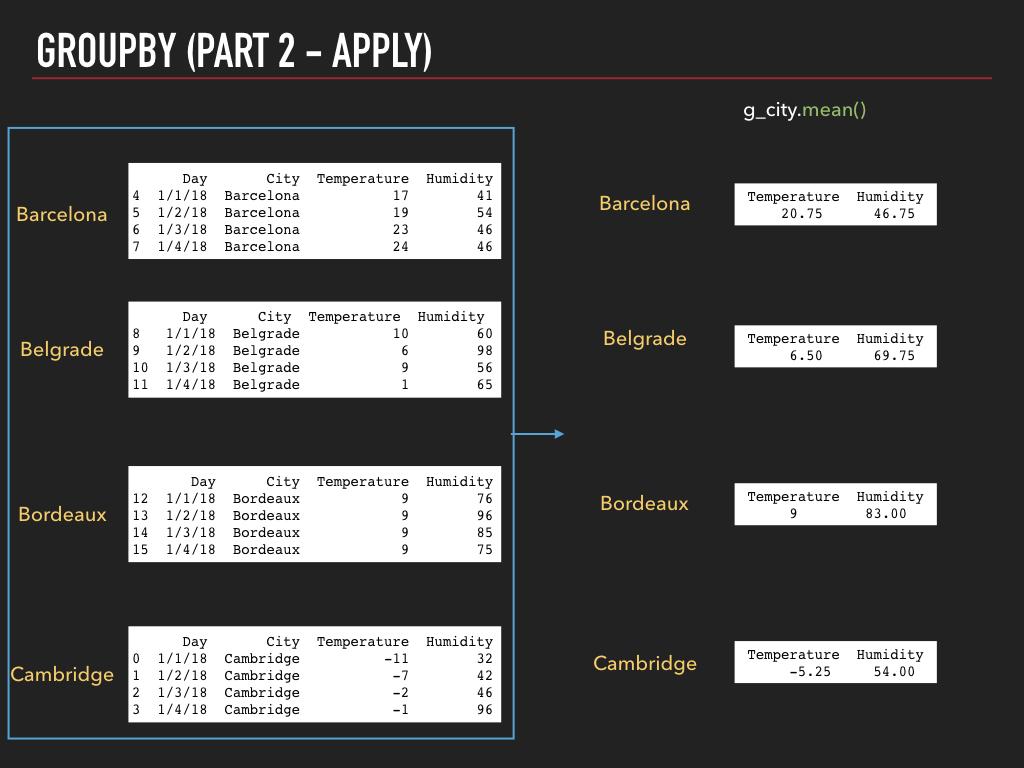 GROUPBY (PART 2 – APPLY)
g_city.mean()
Barcelona
Day City Temperature Humidity
4 1/1/18 Barcelona 17 41
5 1/2/18 Barcelona 19 54
6 1/3/18 Barcelona 23 46
7 1/4/18 Barcelona 24 46
Barcelona
Temperature Humidity
20.75 46.75
Belgrade
Day City Temperature Humidity
8 1/1/18 Belgrade 10 60
9 1/2/18 Belgrade 6 98
10 1/3/18 Belgrade 9 56
11 1/4/18 Belgrade 1 65
Belgrade
Temperature Humidity
6.50 69.75
Bordeaux
Day City Temperature Humidity
12 1/1/18 Bordeaux 9 76
13 1/2/18 Bordeaux 9 96
14 1/3/18 Bordeaux 9 85
15 1/4/18 Bordeaux 9 75
Bordeaux
Temperature Humidity
9 83.00
Cambridge
Day City Temperature Humidity
0 1/1/18 Cambridge -11 32
1 1/2/18 Cambridge -7 42
2 1/3/18 Cambridge -2 46
3 1/4/18 Cambridge -1 96
Cambridge
Temperature Humidity
-5.25 54.00